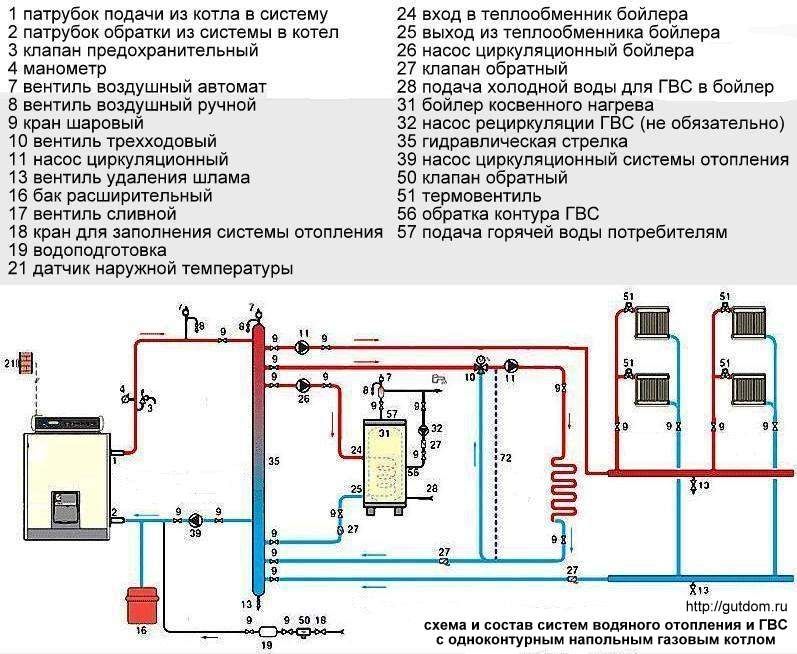 1 патрубок подачи из котла в систему
2 патрубок обратки из системы в котел
3 клапан предохранительный
4 манометр
7 вентиль воздушный автомат
8 вентиль воздушный ручной
9 кран шаровый
10 вентиль трехходовый
11 насос циркуляционный
13 вентиль удаления шлама
16 бак расширительный
17 вентиль сливной
18 кран для заполнения системы отопления
19 водоподготовка
21 датчик наружной температуры
24 вход в теплообменник бойлера
25 выход из теплообменника бойлера
26 насос циркуляционный бойлера
27 клапан обратный
28 подача холодной воды для ГВС в бойлер
31 бойлер косвенного нагрева
32 насос рециркуляции ГВС (не обязательно)
35 гидравлическая стрелка
39 насос циркуляционный системы отопления
50 клапан обратный
51 термовентиль
56 обратка контура ГВС
57 подача горячей воды потребителям
7 8 9 7 8 51 51
9 11 9
21 9 10 11 51 51
4 3 9 26 9 7 8 9 9
57 9 9 9 9 9
31 32
1 24 27 72
35 9 56
25 28 13
2 9 9 9
39 27 9
9 27
9 27
16 13 13
9 9 50 18
19
http://gutdom.ru
схема и состав систем водяного отопления и ГВС
с одноконтурным напольным газовым котлом